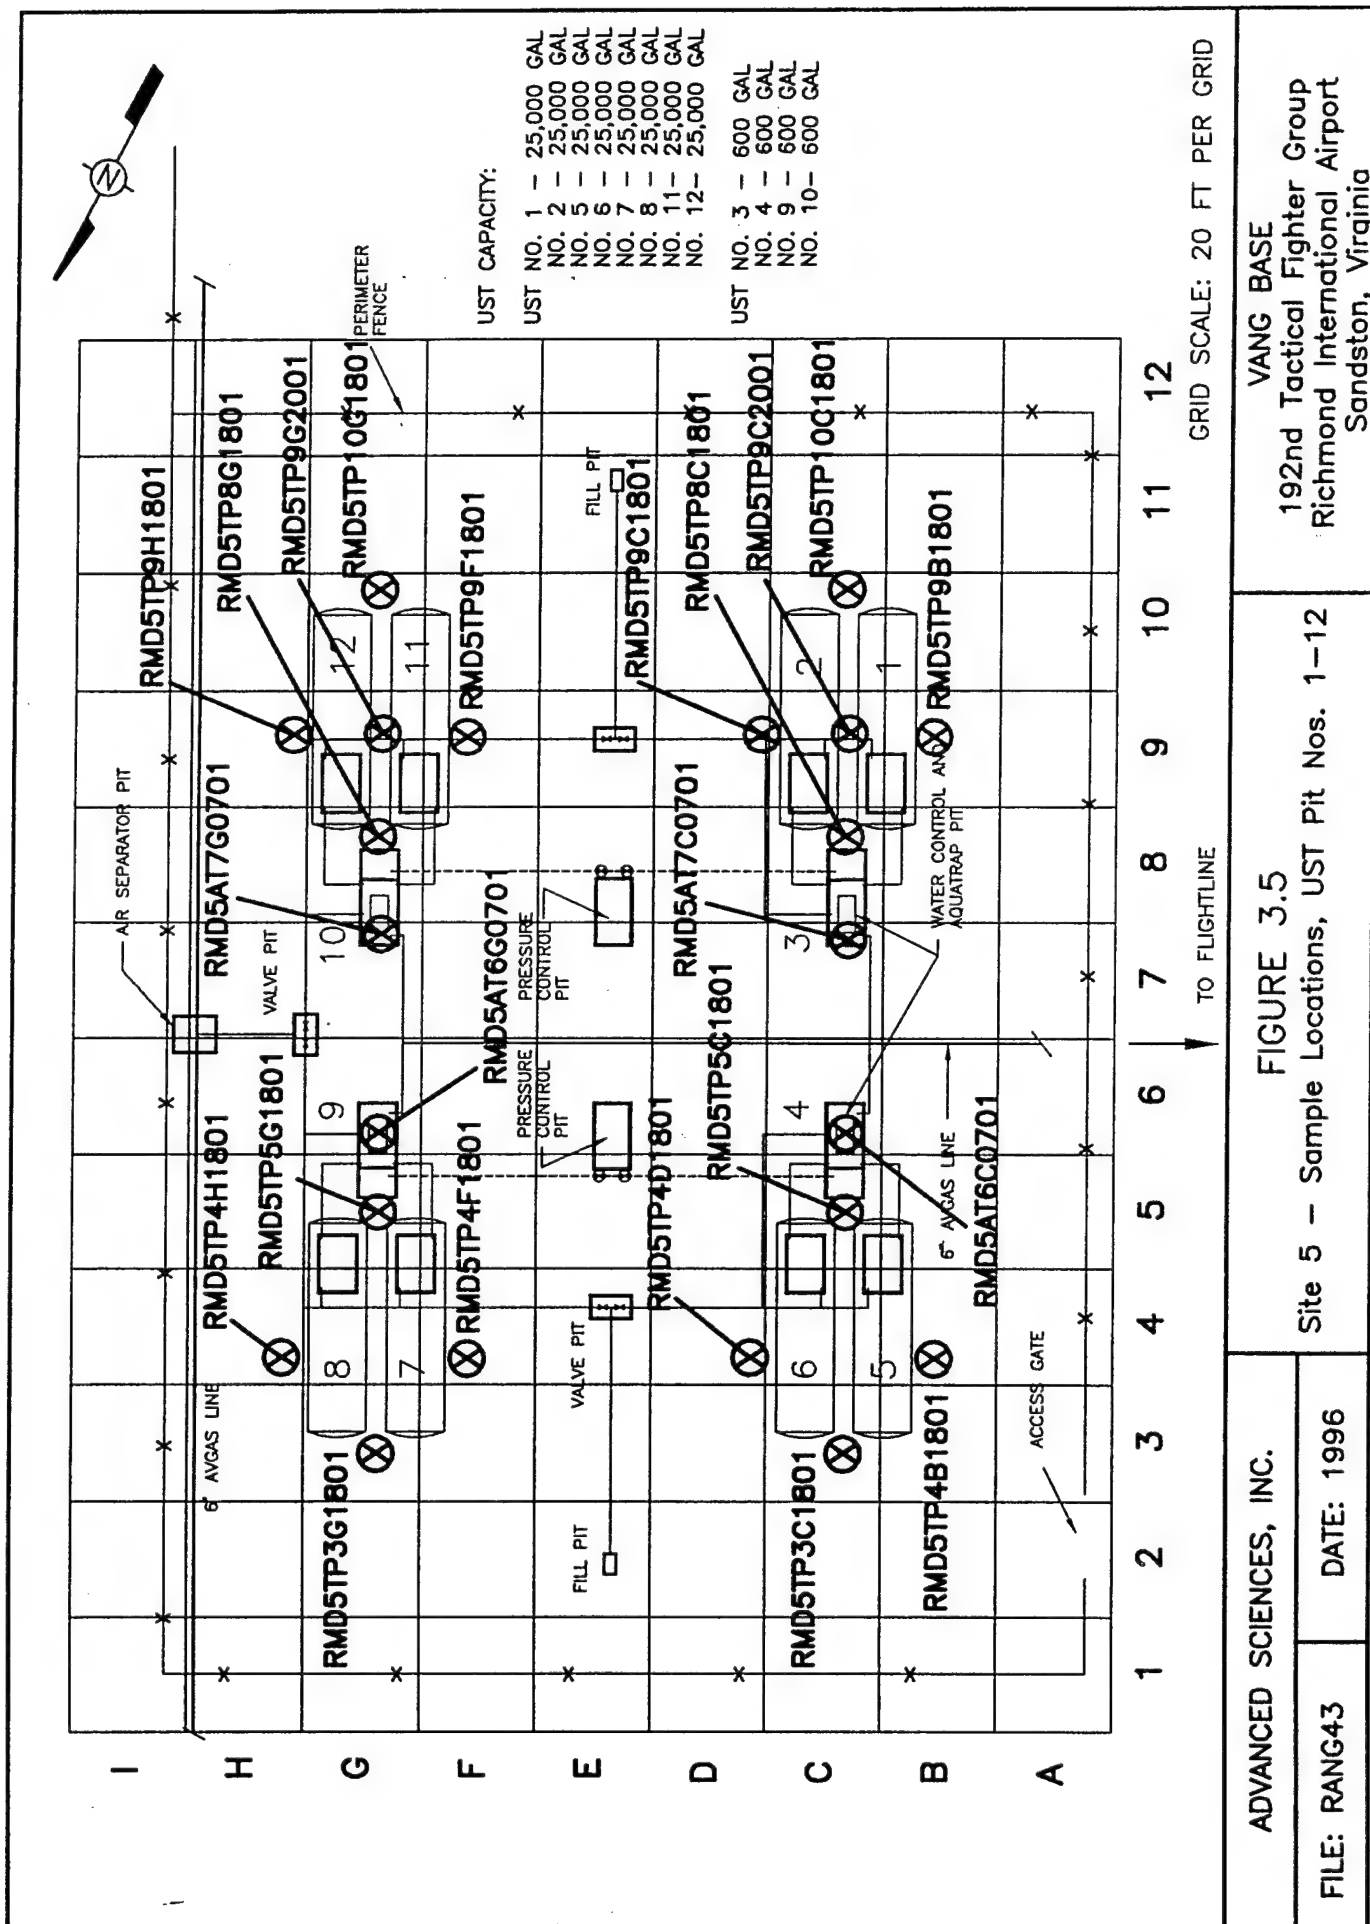 UST CAPACITY:
UST NO. 1 – 25,000 GAL
NO. 2 – 25,000 GAL
NO. 5 – 25,000 GAL
NO. 6 – 25,000 GAL
NO. 7 – 25,000 GAL
NO. 8 – 25,000 GAL
NO. 11– 25,000 GAL
NO. 12– 25,000 GAL
UST NO. 3 – 600 GAL
NO. 4 – 600 GAL
NO. 9 – 600 GAL
NO. 10– 600 GAL
N
PERIMETER
FENCE
AIR SEPARATOR PIT
VALVE PIT
6" AVGAS LINE
RMD5TP9H1801
RMD5TP8G1801
RMD5TP9G2001
RMD5TP10G1801
RMD5AT7G0701
RMD5TP9F1801
RMD5TP4H1801
RMD5TP5G1801
RMD5AT6G0701
RMD5TP3G1801
RMD5TP4F1801
8
7
9
10
12
11
FILL PIT
VALVE PIT
PRESSURE
CONTROL
PIT
PRESSURE
CONTROL
PIT
FILL PIT
RMD5TP9C1801
RMD5TP8C1801
RMD5TP9C2001
RMD5TP10C1801
RMD5AT7C0701
RMD5TP9B1801
RMD5TP4D1801
RMD5TP5C1801
RMD5AT6C0701
RMD5TP3C1801
RMD5TP4B1801
6
5
4
3
2
1
WATER CONTROL AND
AQUATRAP PIT
6" AVGAS LINE
ACCESS GATE
I
H
G
F
E
D
C
B
A
1 2 3 4 5 6 7 8 9 10 11 12
TO FLIGHTLINE
GRID SCALE: 20 FT PER GRID
ADVANCED SCIENCES, INC.
FILE: RANG43
DATE: 1996
FIGURE 3.5
Site 5 – Sample Locations, UST Pit Nos. 1–12
VANG BASE
192nd Tactical Fighter Group
Richmond International Airport
Sandston, Virginia